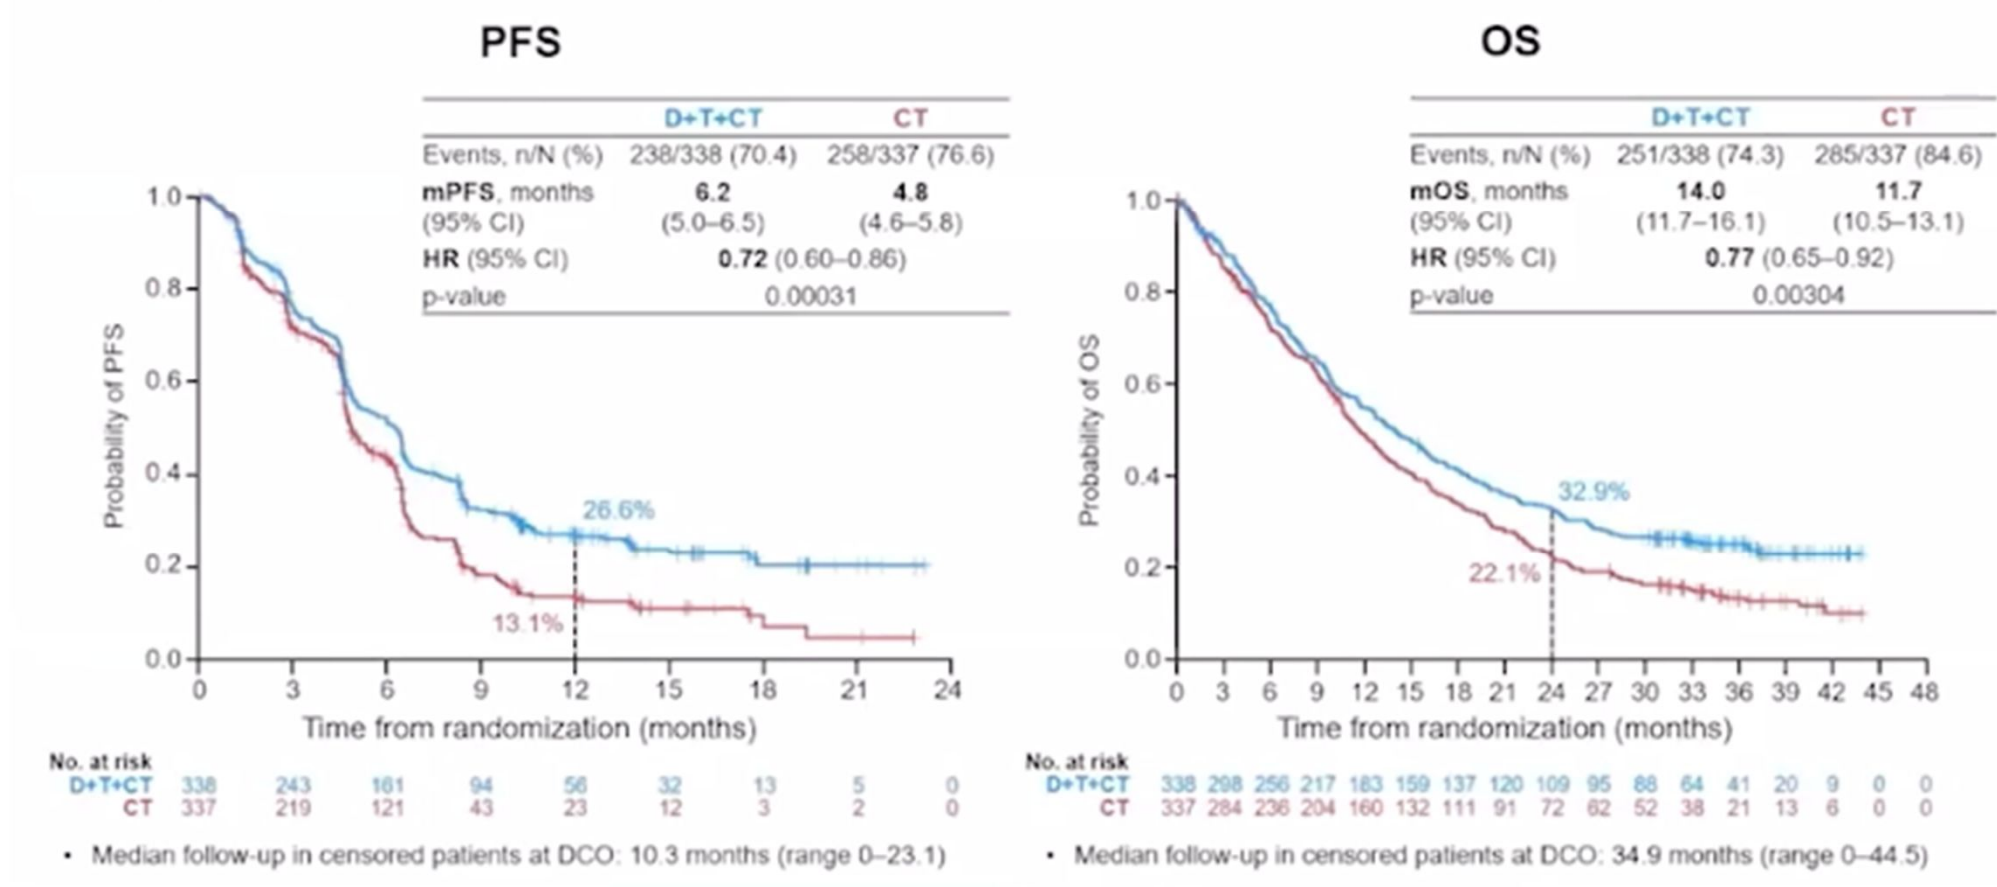 PFS
D+T+CT CT
Events, n/N (%) 238/338 (70.4) 258/337 (76.6)
mPFS, months 6.2 4.8
(95% CI) (5.0–6.5) (4.6–5.8)
HR (95% CI) 0.72 (0.60–0.86)
p-value 0.00031
Probability of PFS
1.0
0.8
0.6
0.4
0.2
0.0
26.6%
13.1%
0 3 6 9 12 15 18 21 24
Time from randomization (months)
No. at risk
D+T+CT 338 243 161 94 56 32 13 5 0
CT 337 219 121 43 23 12 3 2 0
• Median follow-up in censored patients at DCO: 10.3 months (range 0–23.1)
OS
D+T+CT CT
Events, n/N (%) 251/338 (74.3) 285/337 (84.6)
mOS, months 14.0 11.7
(95% CI) (11.7–16.1) (10.5–13.1)
HR (95% CI) 0.77 (0.65–0.92)
p-value 0.00304
Probability of OS
1.0
0.8
0.6
0.4
0.2
0.0
32.9%
22.1%
0 3 6 9 12 15 18 21 24 27 30 33 36 39 42 45 48
Time from randomization (months)
No. at risk
D+T+CT 338 298 256 217 183 159 137 120 109 95 88 64 41 20 9 0 0
CT 337 284 236 204 160 132 111 91 72 62 52 38 21 13 6 0 0
• Median follow-up in censored patients at DCO: 34.9 months (range 0–44.5)